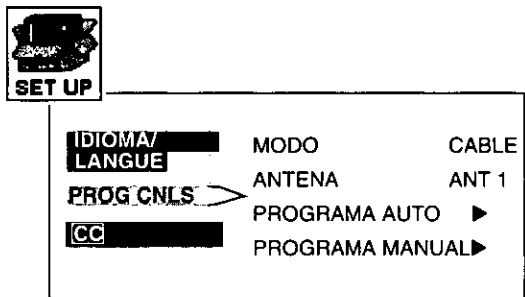 SET UP
IDIOMA/
LANGUE
PROG CNLS
CC
MODO CABLE
ANTENA ANT 1
PROGRAMA AUTO ▶
PROGRAMA MANUAL▶